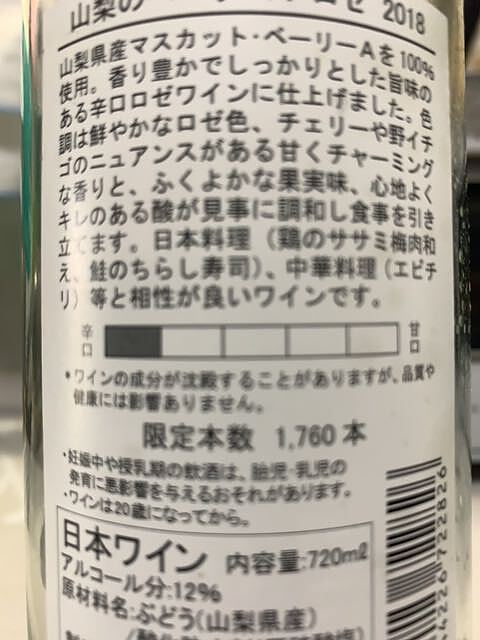 山梨の ロゼ 2018
山梨県産マスカット・ベーリーAを100%
使用。香り豊かでしっかりとした旨味の
ある辛口ロゼワインに仕上げました。色
調は鮮やかなロゼ色、チェリーや野イチ
ゴのニュアンスがある甘くチャーミング
な香りと、ふくよかな果実味、心地よく
キレのある酸が見事に調和し食事を引き
立てます。日本料理（鶏のササミ梅肉和
え、鮭のちらし寿司）、中華料理（エビチ
リ）等と相性が良いワインです。
辛口 甘口
・ワインの成分が沈殿することがありますが、品質や
健康には影響ありません。
限定本数 1,760 本
・妊娠中や授乳期の飲酒は、胎児・乳児の
発育に悪影響を与えるおそれがあります。
・ワインは20歳になってから。
日本ワイン 内容量:720mℓ
アルコール分:12%
原材料名:ぶどう（山梨県産）
4226 722826